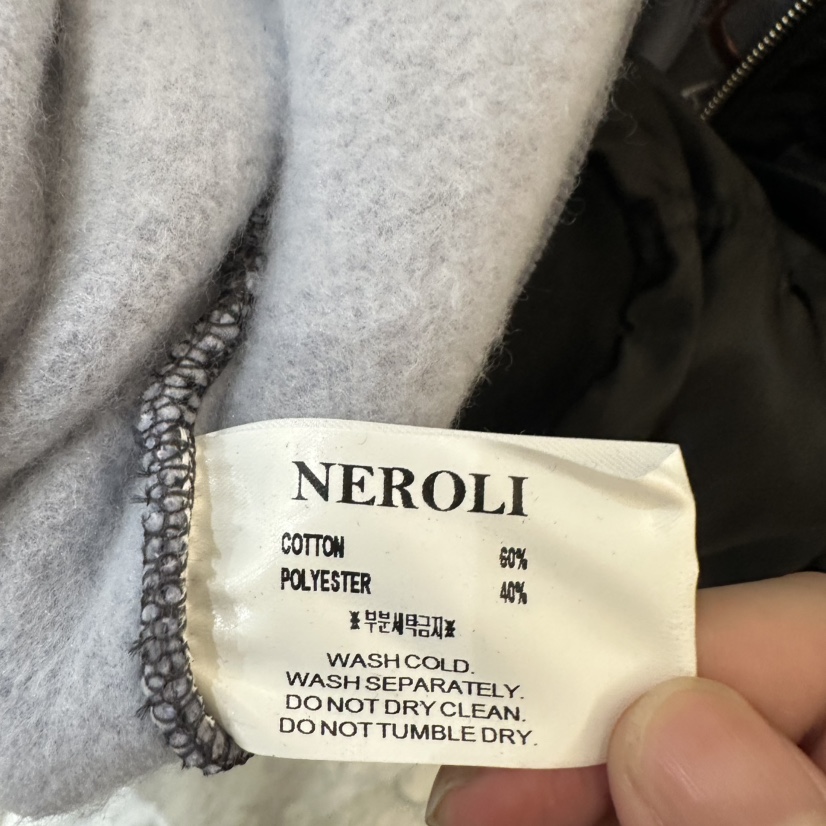 NEROLI
COTTON 60%
POLYESTER 40%
※부분세탁금지※
WASH COLD.
WASH SEPARATELY.
DO NOT DRY CLEAN.
DO NOT TUMBLE DRY.